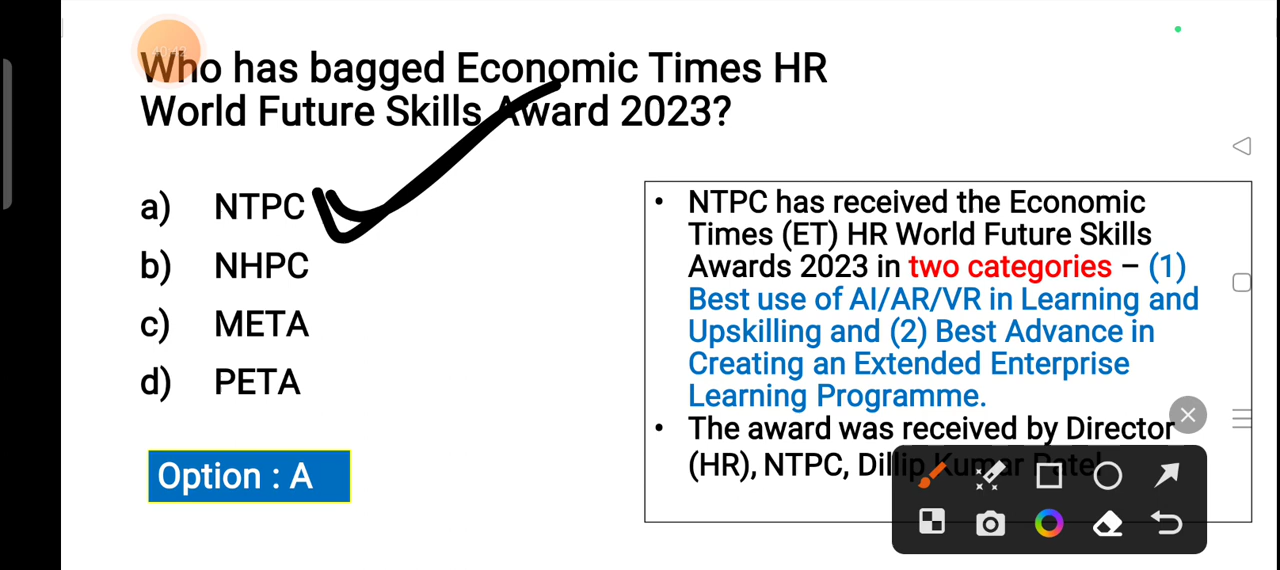 Who has bagged Economic Times HR
World Future Skills Award 2023?
a) NTPC
b) NHPC
c) META
d) PETA
Option : A
• NTPC has received the Economic
Times (ET) HR World Future Skills
Awards 2023 in two categories – (1)
Best use of AI/AR/VR in Learning and
Upskilling and (2) Best Advance in
Creating an Extended Enterprise
Learning Programme.
• The award was received by Director
(HR), NTPC, Dillip Kumar Patel